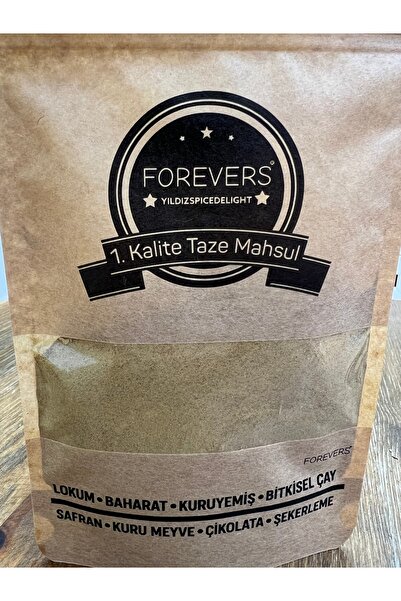 FOREVERS
YILDIZSPICEDELIGHT
1. Kalite Taze Mahsul
FOREVERS
LOKUM • BAHARAT • KURUYEMİŞ • BİTKİSEL ÇAY
SAFRAN • KURU MEYVE • ÇİKOLATA • ŞEKERLEME